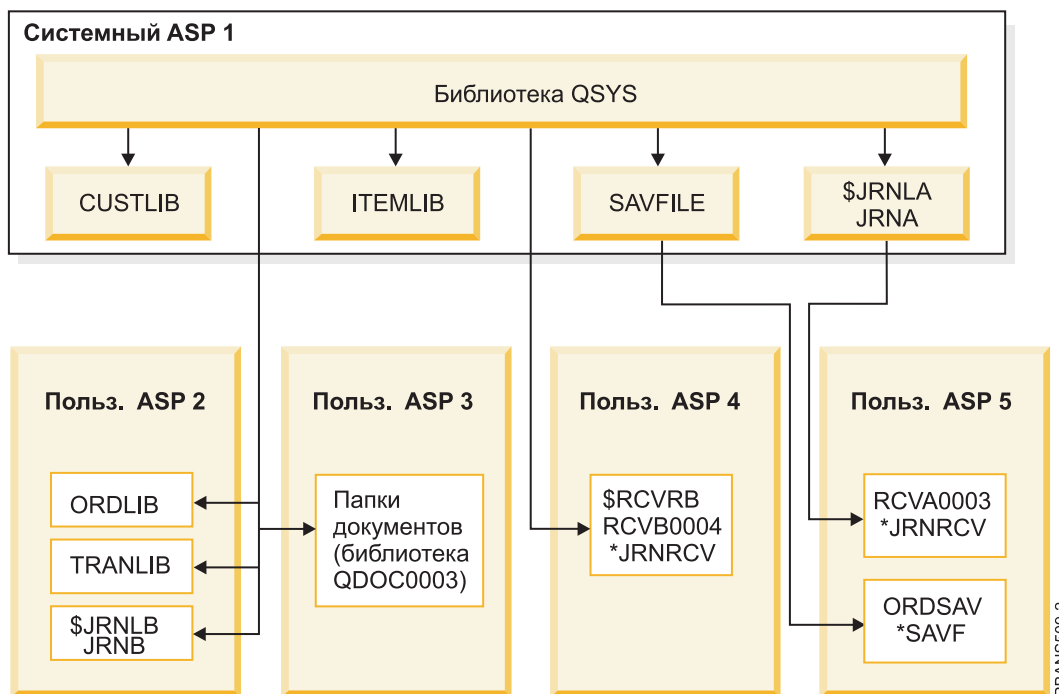 Системный ASP 1
Библиотека QSYS
CUSTLIB
ITEMLIB
SAVFILE
$JRNLA
JRNA
Польз. ASP 2
ORDLIB
TRANLIB
$JRNLB
JRNB
Польз. ASP 3
Папки
документов
(библиотека
QDOC0003)
Польз. ASP 4
$RCVRB
RCVB0004
*JRNRCV
Польз. ASP 5
RCVA0003
*JRNRCV
ORDSAV
*SAVF